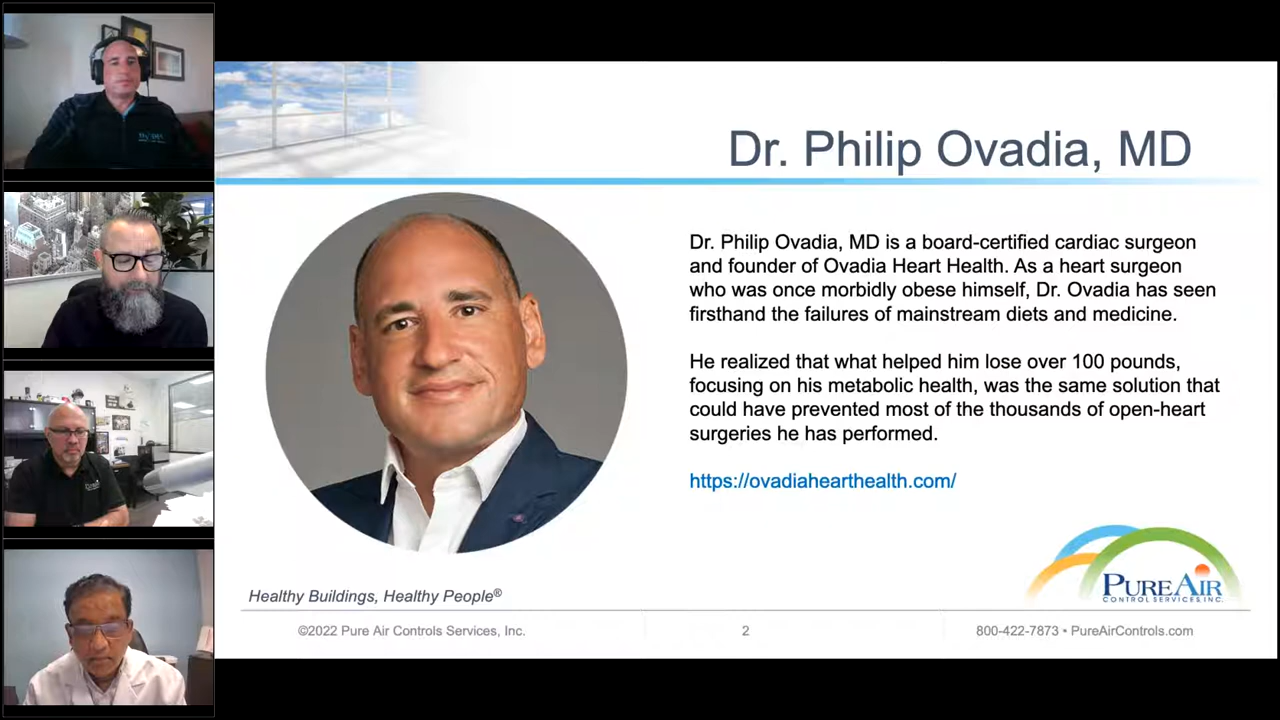 Dr. Philip Ovadia, MD
Dr. Philip Ovadia, MD is a board-certified cardiac surgeon
and founder of Ovadia Heart Health. As a heart surgeon
who was once morbidly obese himself, Dr. Ovadia has seen
firsthand the failures of mainstream diets and medicine.
He realized that what helped him lose over 100 pounds,
focusing on his metabolic health, was the same solution that
could have prevented most of the thousands of open-heart
surgeries he has performed.
https://ovadiahearthealth.com/
PURE AIR
CONTROL SERVICES, INC.
Healthy Buildings, Healthy People®
©2022 Pure Air Controls Services, Inc.
2
800-422-7873 • PureAirControls.com